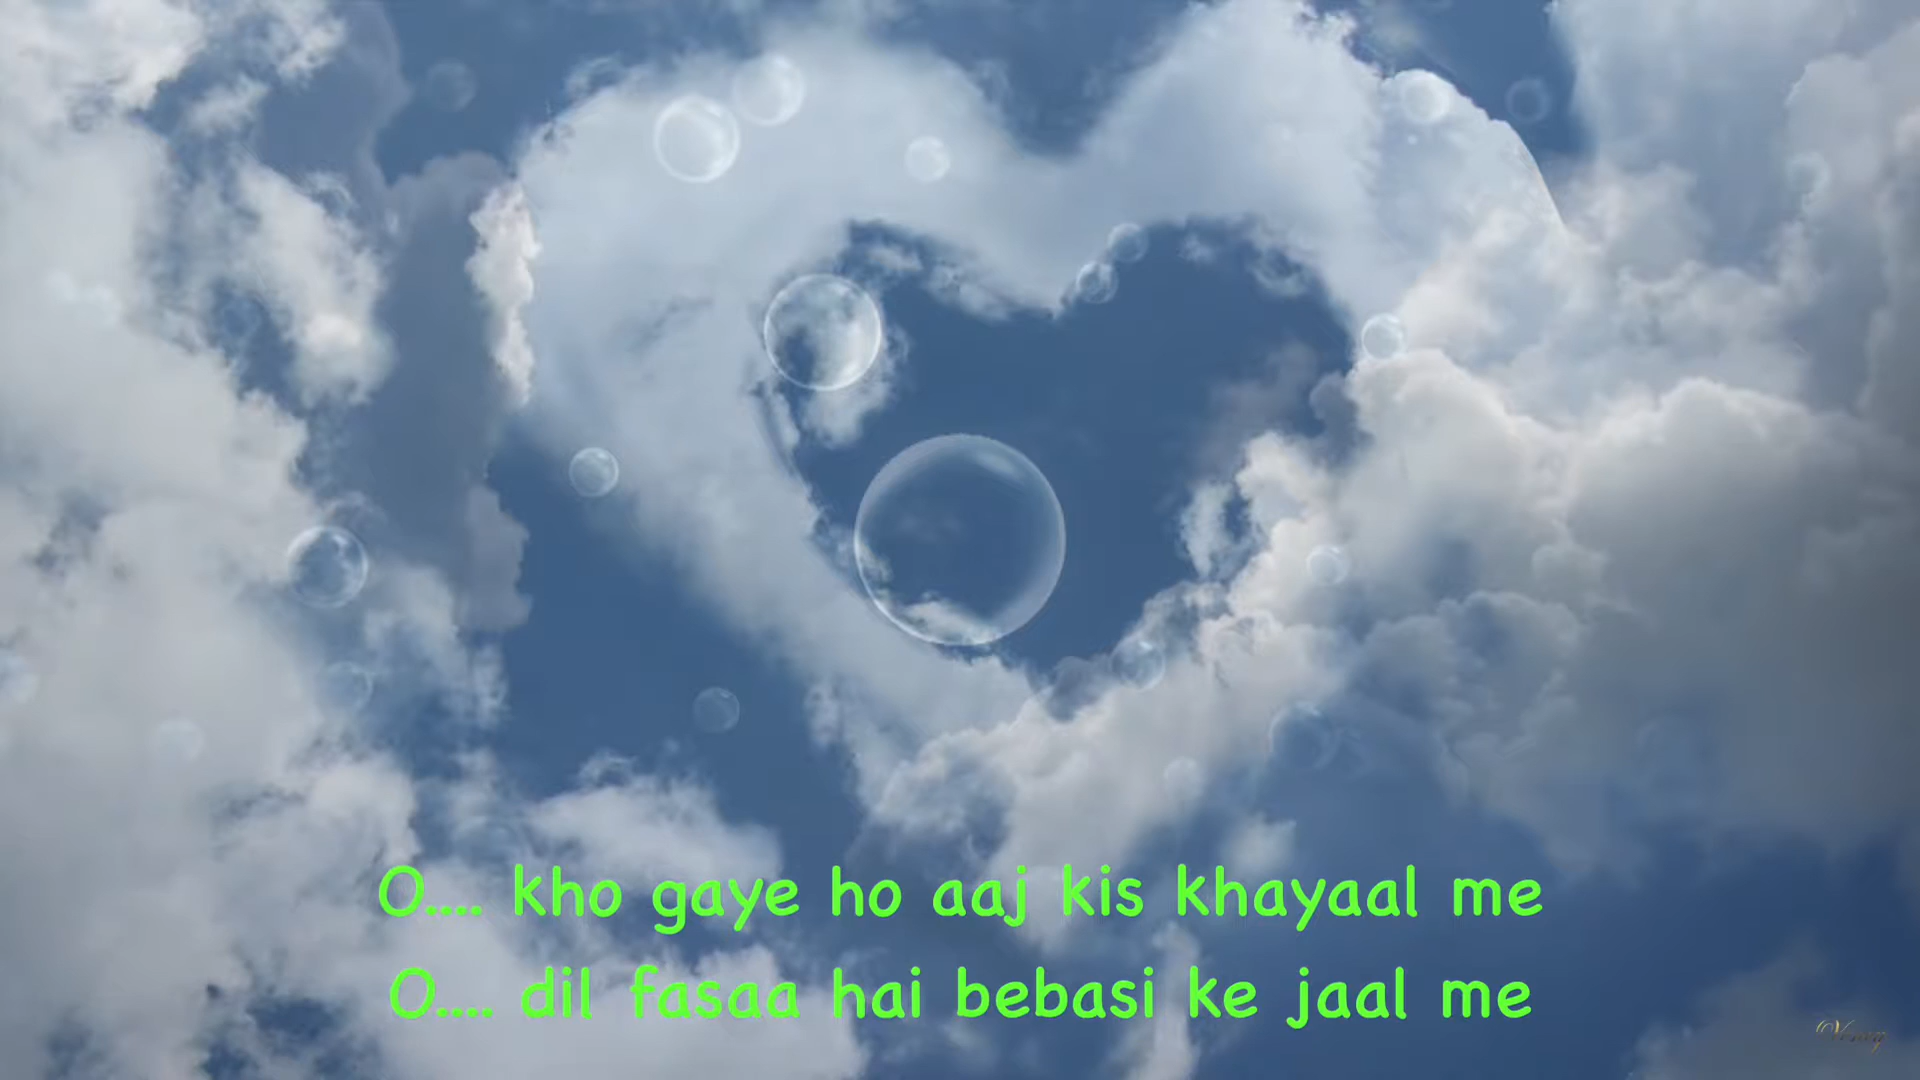 O.... kho gaye ho aaj kis khayaal me
O.... dil fasaa hai bebasi ke jaal me